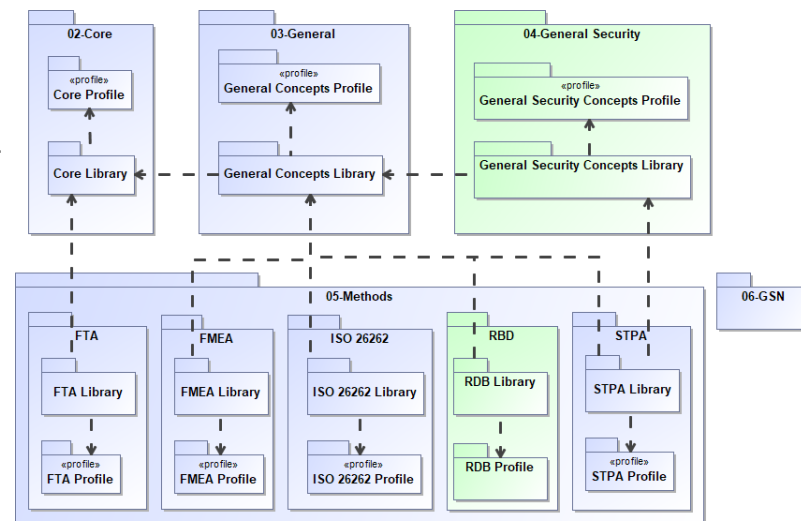 02-Core
03-General
04-General Security
«profile»
Core Profile
«profile»
General Concepts Profile
«profile»
General Security Concepts Profile
Core Library
General Concepts Library
General Security Concepts Library
05-Methods
06-GSN
FTA
FMEA
ISO 26262
RBD
STPA
FTA Library
FMEA Library
ISO 26262 Library
RDB Library
STPA Library
«profile»
FTA Profile
«profile»
FMEA Profile
«profile»
ISO 26262 Profile
RDB Profile
«profile»
STPA Profile